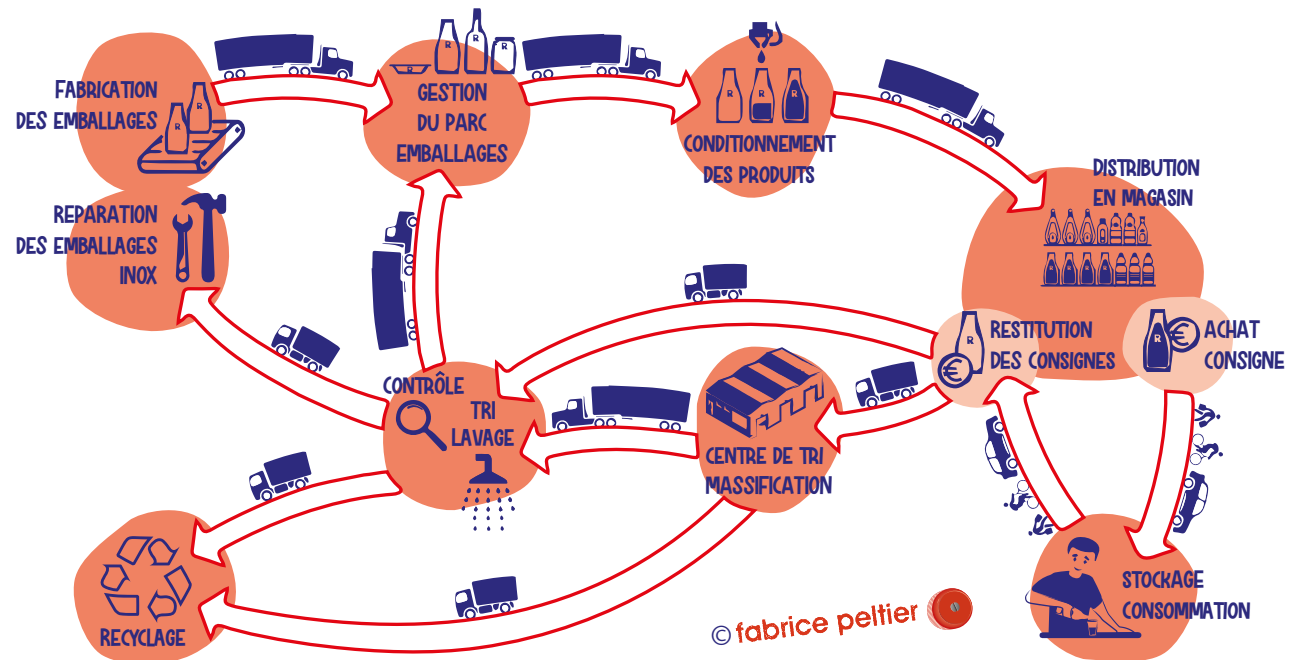 FABRICATION
DES EMBALLAGES
GESTION
DU PARC
EMBALLAGES
CONDITIONNEMENT
DES PRODUITS
DISTRIBUTION
EN MAGASIN
REPARATION
DES EMBALLAGES
INOX
RESTITUTION
DES CONSIGNES
ACHAT
CONSIGNE
CONTRÔLE
TRI
LAVAGE
CENTRE DE TRI
MASSIFICATION
STOCKAGE
CONSOMMATION
RECYCLAGE
© fabrice peltier